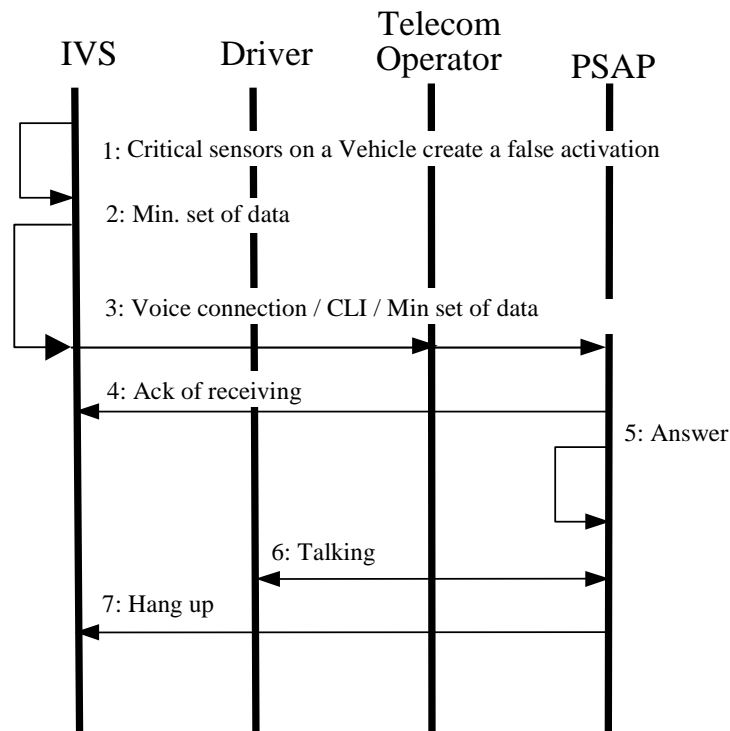 IVS
Driver
Telecom
Operator
PSAP
1: Critical sensors on a Vehicle create a false activation
2: Min. set of data
3: Voice connection / CLI / Min set of data
4: Ack of receiving
5: Answer
6: Talking
7: Hang up